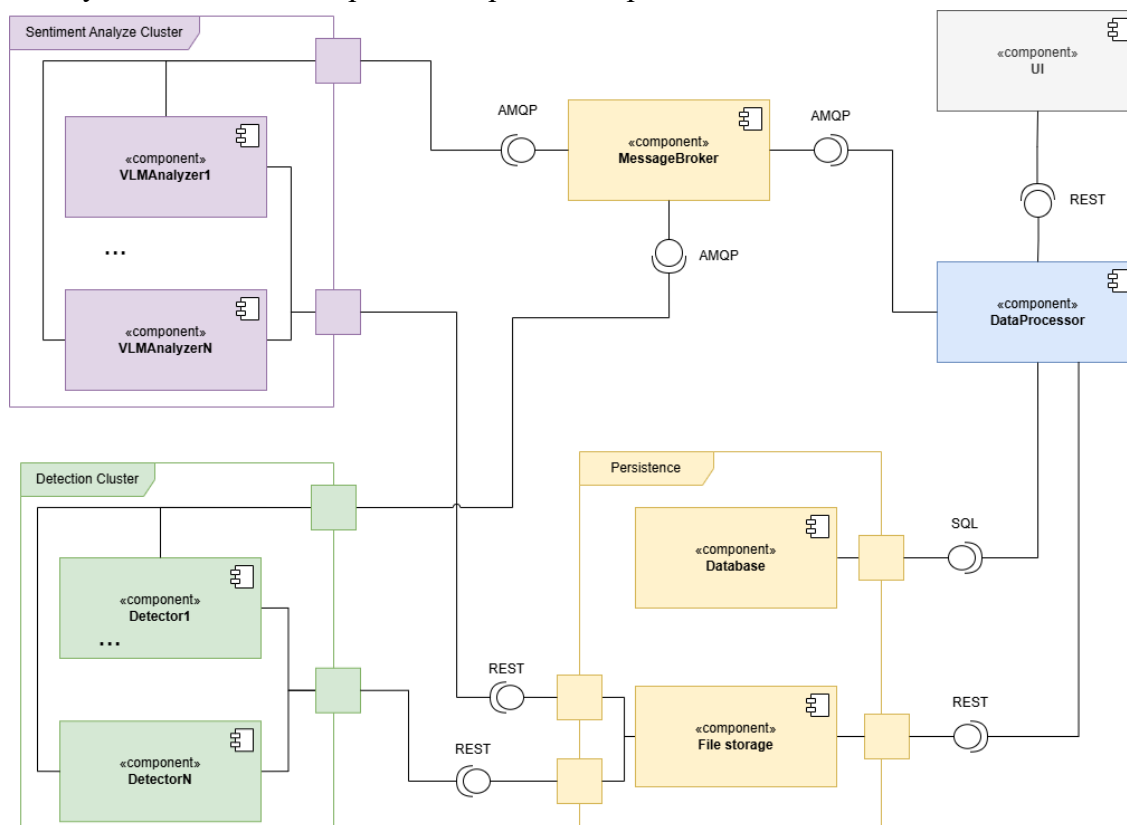 Sentiment Analyze Cluster
«component»
UI
AMQP
AMQP
«component»
MessageBroker
«component»
VLMAnalyzer1
REST
...
AMQP
«component»
DataProcessor
«component»
VLMAnalyzerN
Detection Cluster
Persistence
SQL
«component»
Database
«component»
Detector1
...
REST
REST
«component»
File storage
REST
«component»
DetectorN